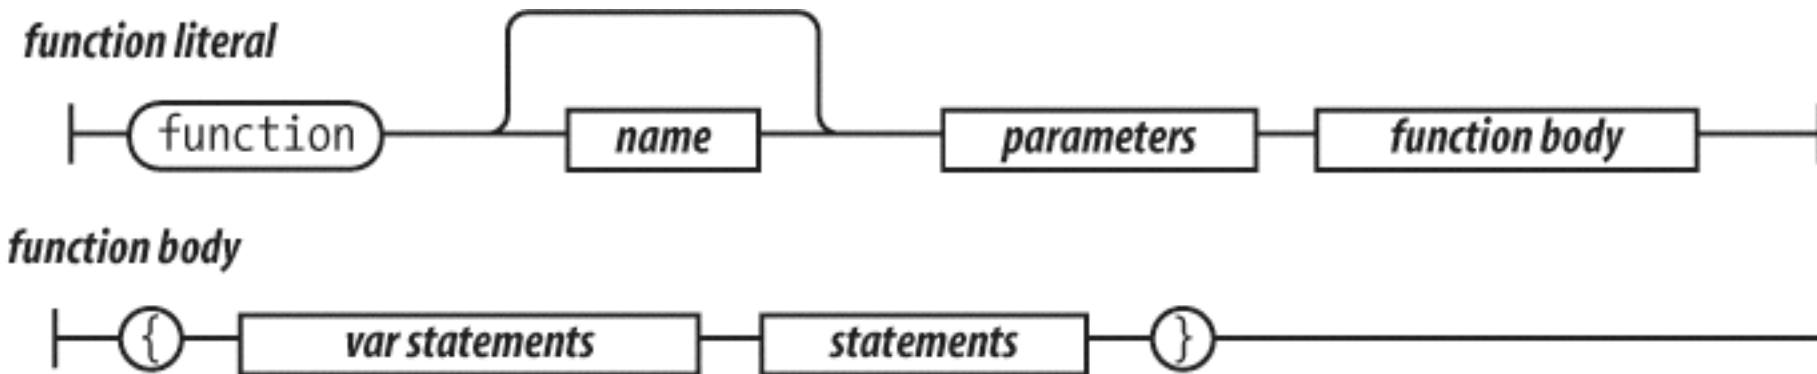 function literal
function name parameters function body
function body
{ var statements statements }